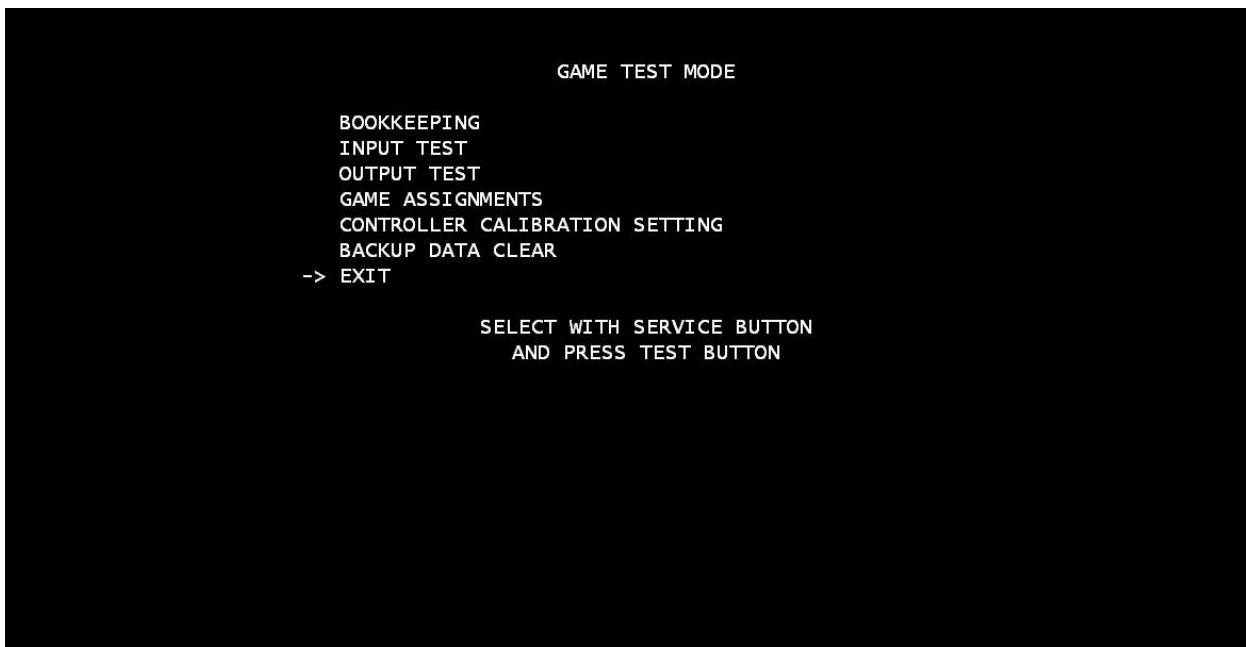 GAME TEST MODE
BOOKKEEPING
INPUT TEST
OUTPUT TEST
GAME ASSIGNMENTS
CONTROLLER CALIBRATION SETTING
BACKUP DATA CLEAR
-> EXIT
SELECT WITH SERVICE BUTTON
AND PRESS TEST BUTTON